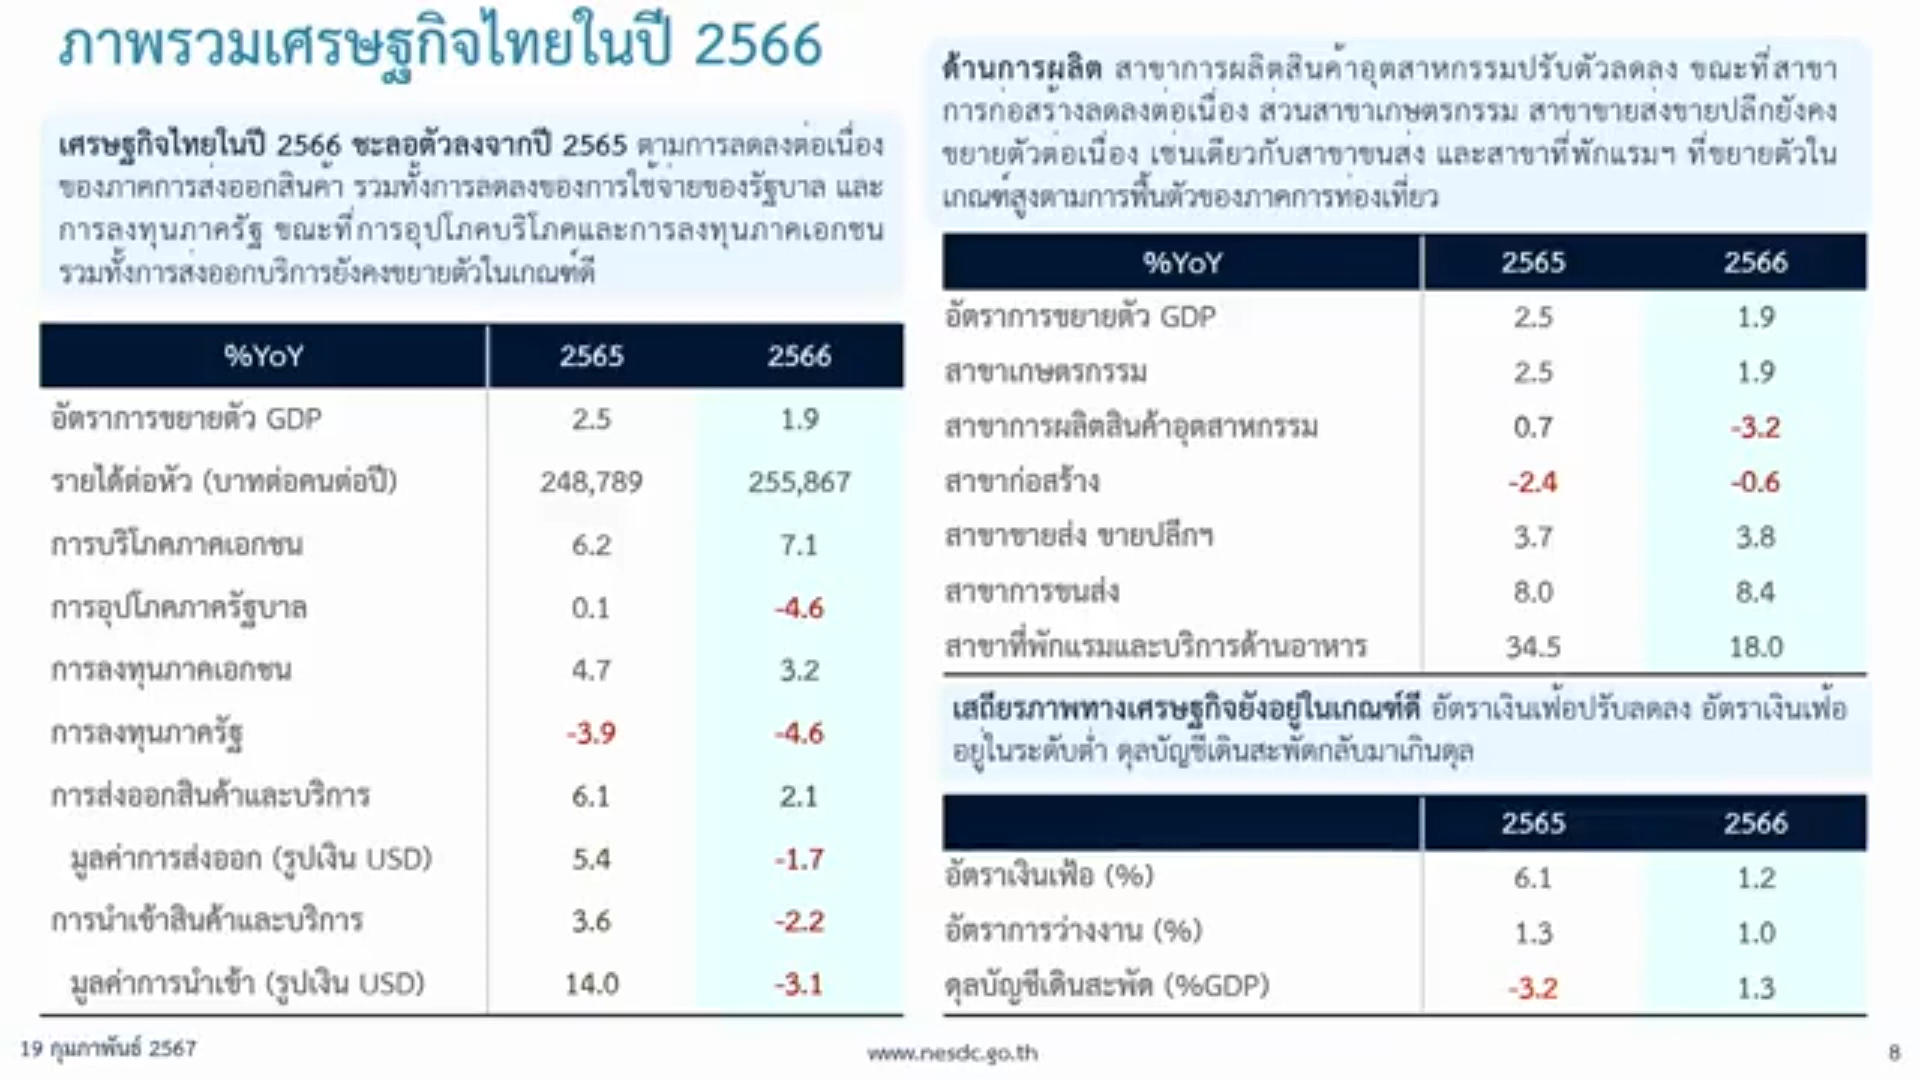 ภาพรวมเศรษฐกิจไทยในปี 2566
เศรษฐกิจไทยในปี 2566 ชะลอตัวลงจากปี 2565 ตามการลดลงต่อเนื่อง
ของภาคการส่งออกสินค้า รวมทั้งการลดลงของการใช้จ่ายของรัฐบาล และ
การลงทุนภาครัฐ ขณะที่การอุปโภคบริโภคและการลงทุนภาคเอกชน
รวมทั้งการส่งออกบริการยังคงขยายตัวในเกณฑ์ดี
%YoY 2565 2566
อัตราการขยายตัว GDP 2.5 1.9
รายได้ต่อหัว (บาทต่อคนต่อปี) 248,789 255,867
การบริโภคภาคเอกชน 6.2 7.1
การอุปโภคภาครัฐบาล 0.1 -4.6
การลงทุนภาคเอกชน 4.7 3.2
การลงทุนภาครัฐ -3.9 -4.6
การส่งออกสินค้าและบริการ 6.1 2.1
มูลค่าการส่งออก (รูปเงิน USD) 5.4 -1.7
การนำเข้าสินค้าและบริการ 3.6 -2.2
มูลค่าการนำเข้า (รูปเงิน USD) 14.0 -3.1
ด้านการผลิต สาขาการผลิตสินค้าอุตสาหกรรมปรับตัวลดลง ขณะที่สาขา
การก่อสร้างลดลงต่อเนื่อง ส่วนสาขาเกษตรกรรม สาขาขายส่งขายปลีกยังคง
ขยายตัวต่อเนื่อง เช่นเดียวกับสาขาขนส่ง และสาขาที่พักแรมฯ ที่ขยายตัวใน
เกณฑ์สูงตามการฟื้นตัวของภาคการท่องเที่ยว
%YoY 2565 2566
อัตราการขยายตัว GDP 2.5 1.9
สาขาเกษตรกรรม 2.5 1.9
สาขาการผลิตสินค้าอุตสาหกรรม 0.7 -3.2
สาขาก่อสร้าง -2.4 -0.6
สาขาขายส่ง ขายปลีกฯ 3.7 3.8
สาขาการขนส่ง 8.0 8.4
สาขาที่พักแรมและบริการด้านอาหาร 34.5 18.0
เสถียรภาพทางเศรษฐกิจยังอยู่ในเกณฑ์ดี อัตราเงินเฟ้อปรับลดลง อัตราเงินเฟ้อ
อยู่ในระดับต่ำ ดุลบัญชีเดินสะพัดกลับมาเกินดุล
2565 2566
อัตราเงินเฟ้อ (%) 6.1 1.2
อัตราการว่างงาน (%) 1.3 1.0
ดุลบัญชีเดินสะพัด (%GDP) -3.2 1.3
19 กุมภาพันธ์ 2567
www.nesdc.go.th
8